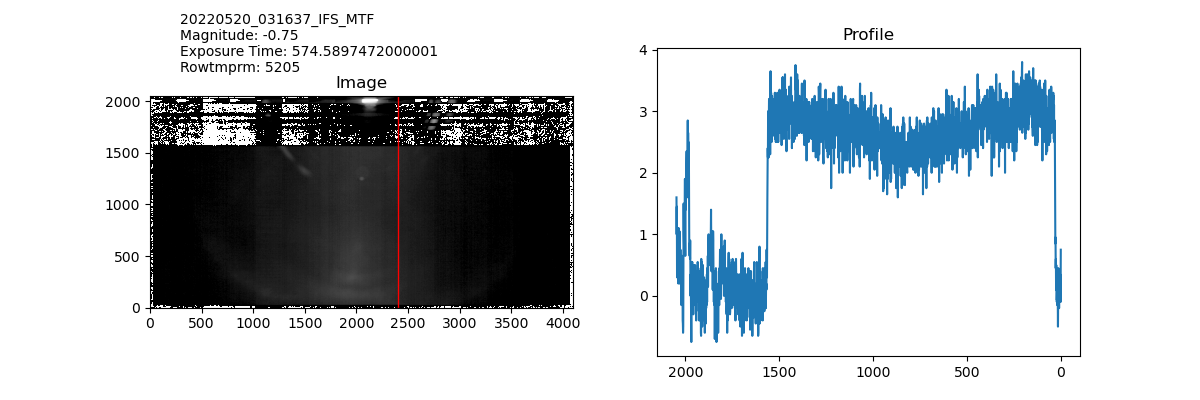 20220520_031637_IFS_MTF
Magnitude: -0.75
Exposure Time: 574.5897472000001
Rowtmprm: 5205
Image
2000
1500
1000
500
0
0 500 1000 1500 2000 2500 3000 3500 4000
Profile
4
3
2
1
0
2000 1500 1000 500 0